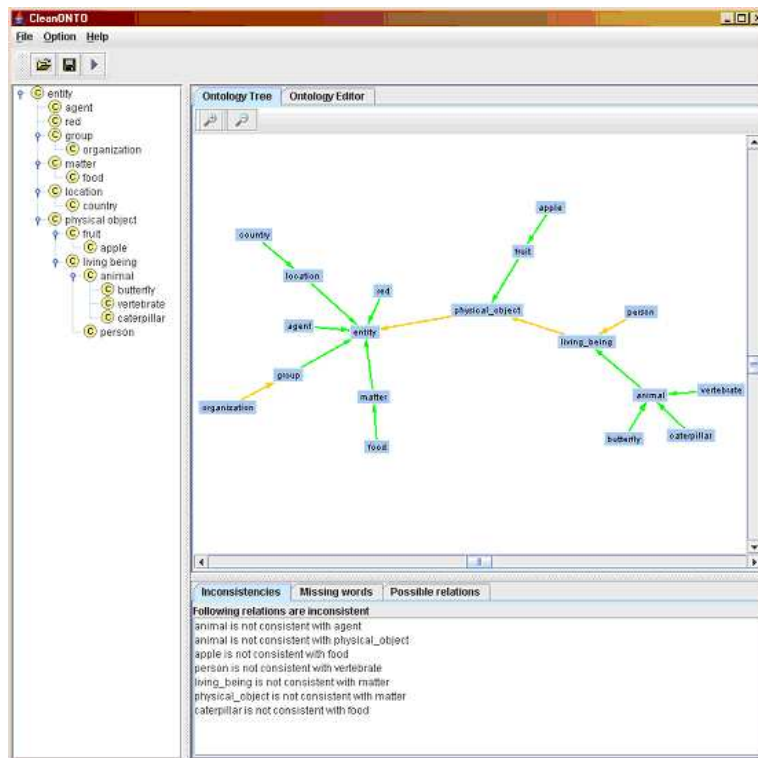 CleanONTO
File Option Help
entity
agent
red
group
organization
matter
food
location
country
physical object
fruit
apple
living being
animal
butterfly
vertebrate
caterpillar
person
Ontology Tree Ontology Editor
apple
country
fruit
location
red
physical_object
person
agent
entity
living_being
group
vertebrate
matter
animal
organization
butterfly
caterpillar
food
Inconsistencies Missing words Possible relations
Following relations are inconsistent
animal is not consistent with agent
animal is not consistent with physical_object
apple is not consistent with food
person is not consistent with vertebrate
living_being is not consistent with matter
physical_object is not consistent with matter
caterpillar is not consistent with food